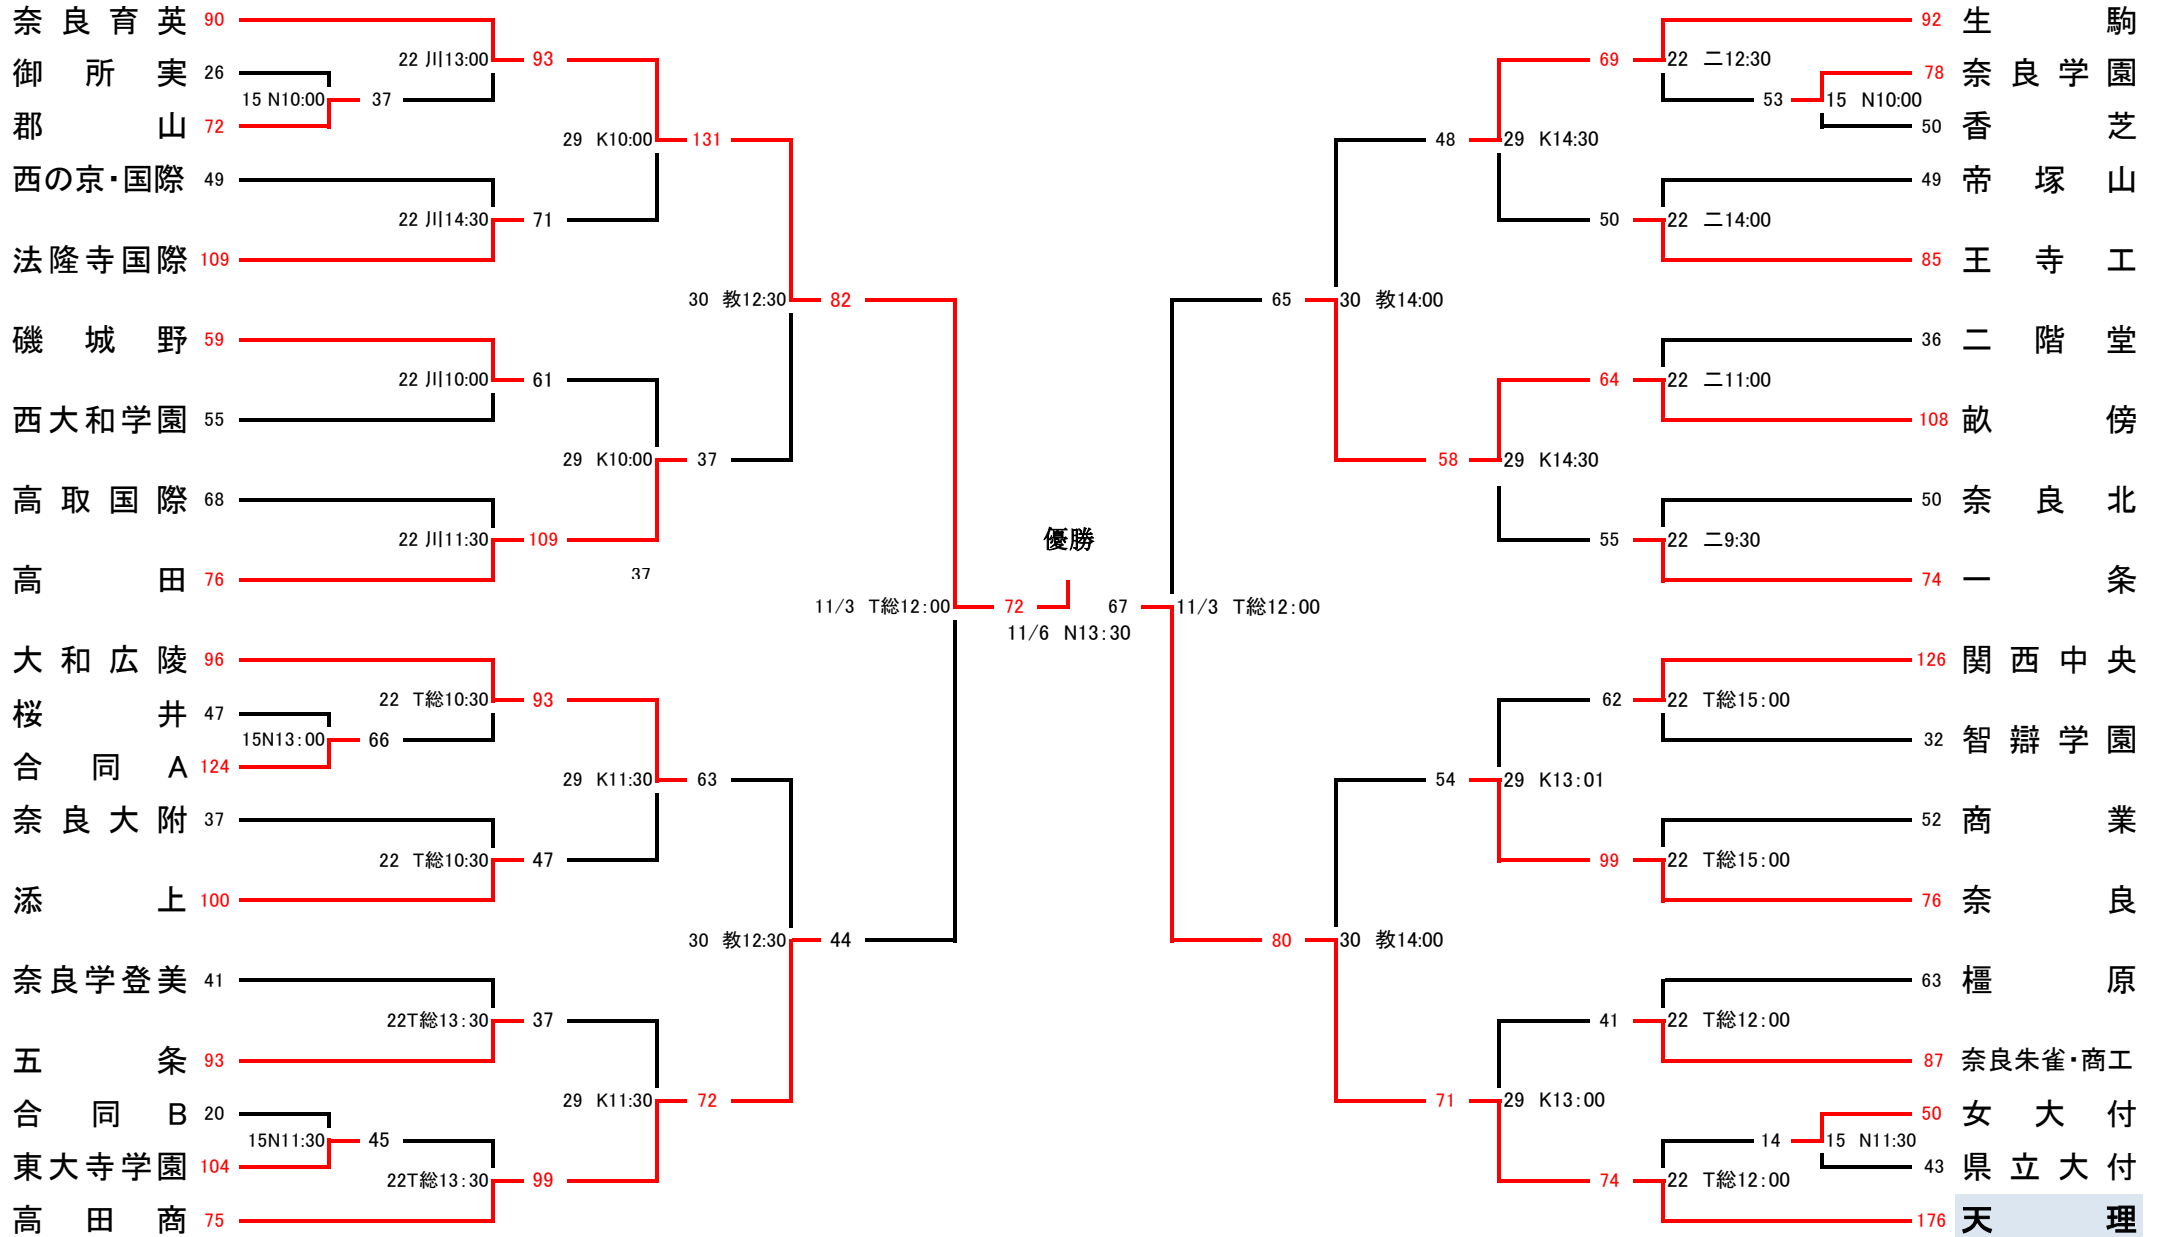 奈良育英 90
22 川13:00 93
御所実 26
15 N10:00 37
郡山 72
29 K10:00 131
西の京・国際 49
22 川14:30 71
法隆寺国際 109
30 教12:30 82
磯城野 59
22 川10:00 61
西大和学園 55
29 K10:00 37
高取国際 68
22 川11:30 109
高田 76
37
11/3 T総12:00
大和広陵 96
22 T総10:30 93
桜井 47
15N13:00 66
合同A 124
29 K11:30 63
奈良大附 37
22 T総10:30 47
添上 100
30 教12:30 44
奈良学登美 41
22T総13:30 37
五条 93
29 K11:30 72
合同B 20
15N11:30 45
東大寺学園 104
22T総13:30 99
高田商 75
優勝
72 67
11/6 N13:30
92 生駒
69 22 二12:30
78 奈良学園
53 15 N10:00
50 香芝
48 29 K14:30
49 帝塚山
50 22 二14:00
85 王寺工
65 30 教14:00
36 二階堂
64 22 二11:00
108 畝傍
58 29 K14:30
50 奈良北
55 22 二9:30
74 一条
11/3 T総12:00
126 関西中央
62 22 T総15:00
32 智辯学園
54 29 K13:01
52 商業
99 22 T総15:00
76 奈良
80 30 教14:00
63 橿原
41 22 T総12:00
87 奈良朱雀・商工
71 29 K13:00
50 女大付
14 15 N11:30
43 県立大付
74 22 T総12:00
176 天理